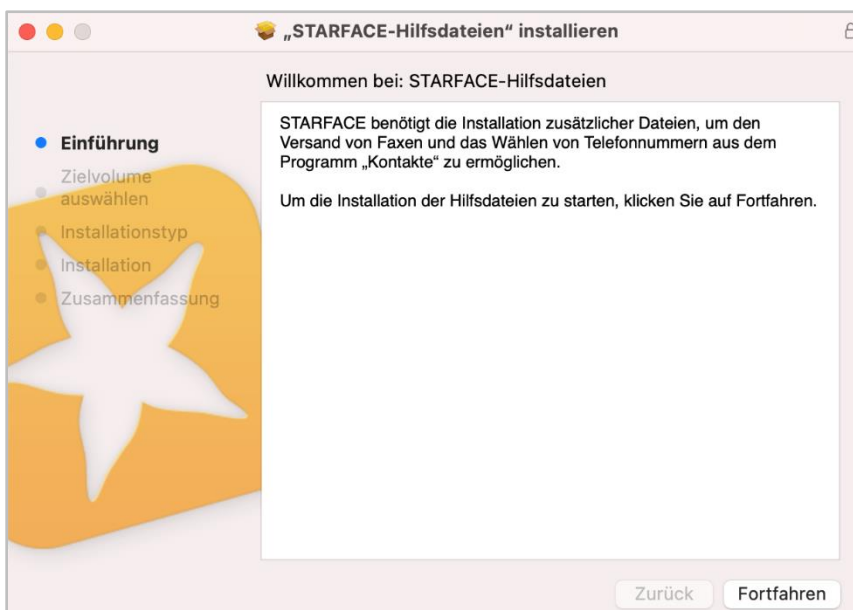 „STARFACE-Hilfsdateien“ installieren
Willkommen bei: STARFACE-Hilfsdateien
Einführung
Zielvolume
auswählen
Installationstyp
Installation
Zusammenfassung
STARFACE benötigt die Installation zusätzlicher Dateien, um den
Versand von Faxen und das Wählen von Telefonnummern aus dem
Programm „Kontakte“ zu ermöglichen.
Um die Installation der Hilfsdateien zu starten, klicken Sie auf Fortfahren.
Zurück
Fortfahren